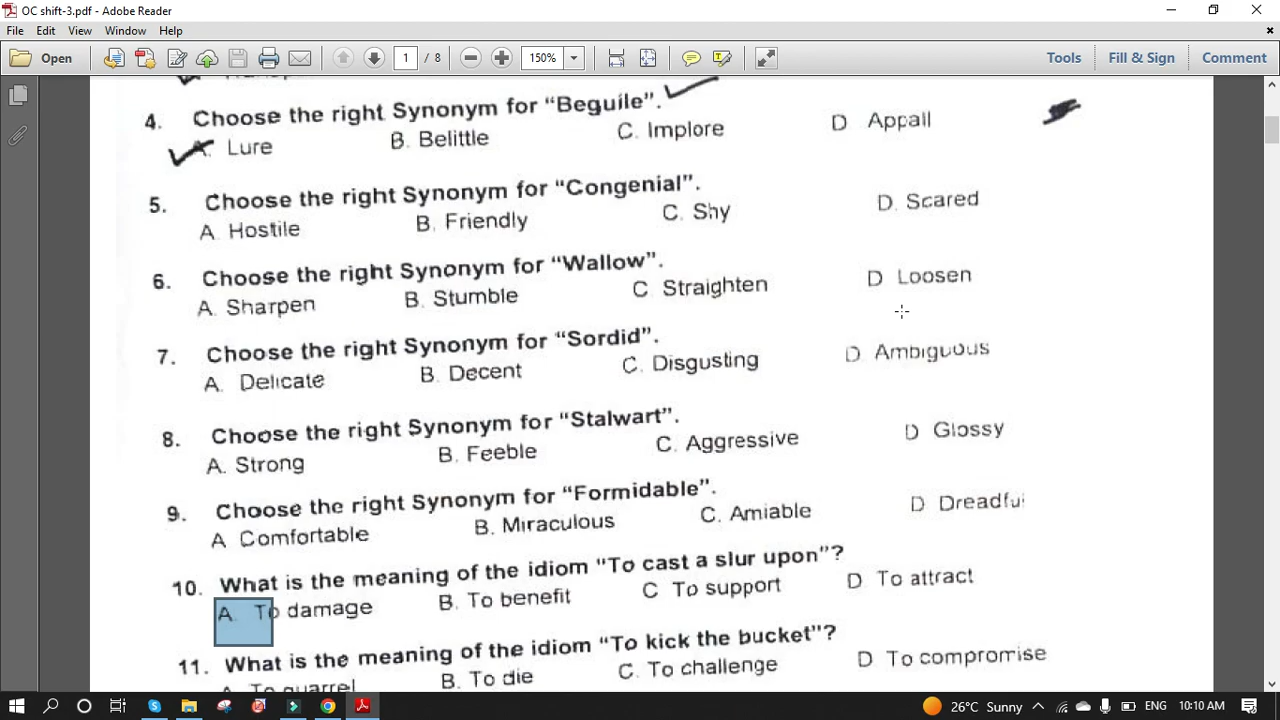 OC shift-3.pdf - Adobe Reader
File Edit View Window Help
Open 1 / 8 150% Tools Fill & Sign Comment
4. Choose the right Synonym for “Beguile”.
A. Lure B. Belittle C. Implore D Appall
5. Choose the right Synonym for “Congenial”.
A. Hostile B. Friendly C. Shy D. Scared
6. Choose the right Synonym for “Wallow”.
A. Sharpen B. Stumble C Straighten D Loosen
7. Choose the right Synonym for “Sordid”.
A. Delicate B. Decent C. Disgusting D Ambiguous
8. Choose the right Synonym for “Stalwart”.
A. Strong B. Feeble C. Aggressive D Glossy
9. Choose the right Synonym for “Formidable”.
A Comfortable B. Miraculous C. Amiable D Dreadful
10. What is the meaning of the idiom “To cast a slur upon”?
A. To damage B. To benefit C To support D To attract
11. What is the meaning of the idiom “To kick the bucket”?
A. To quarrel B. To die C. To challenge D To compromise
26°C Sunny ENG 10:10 AM